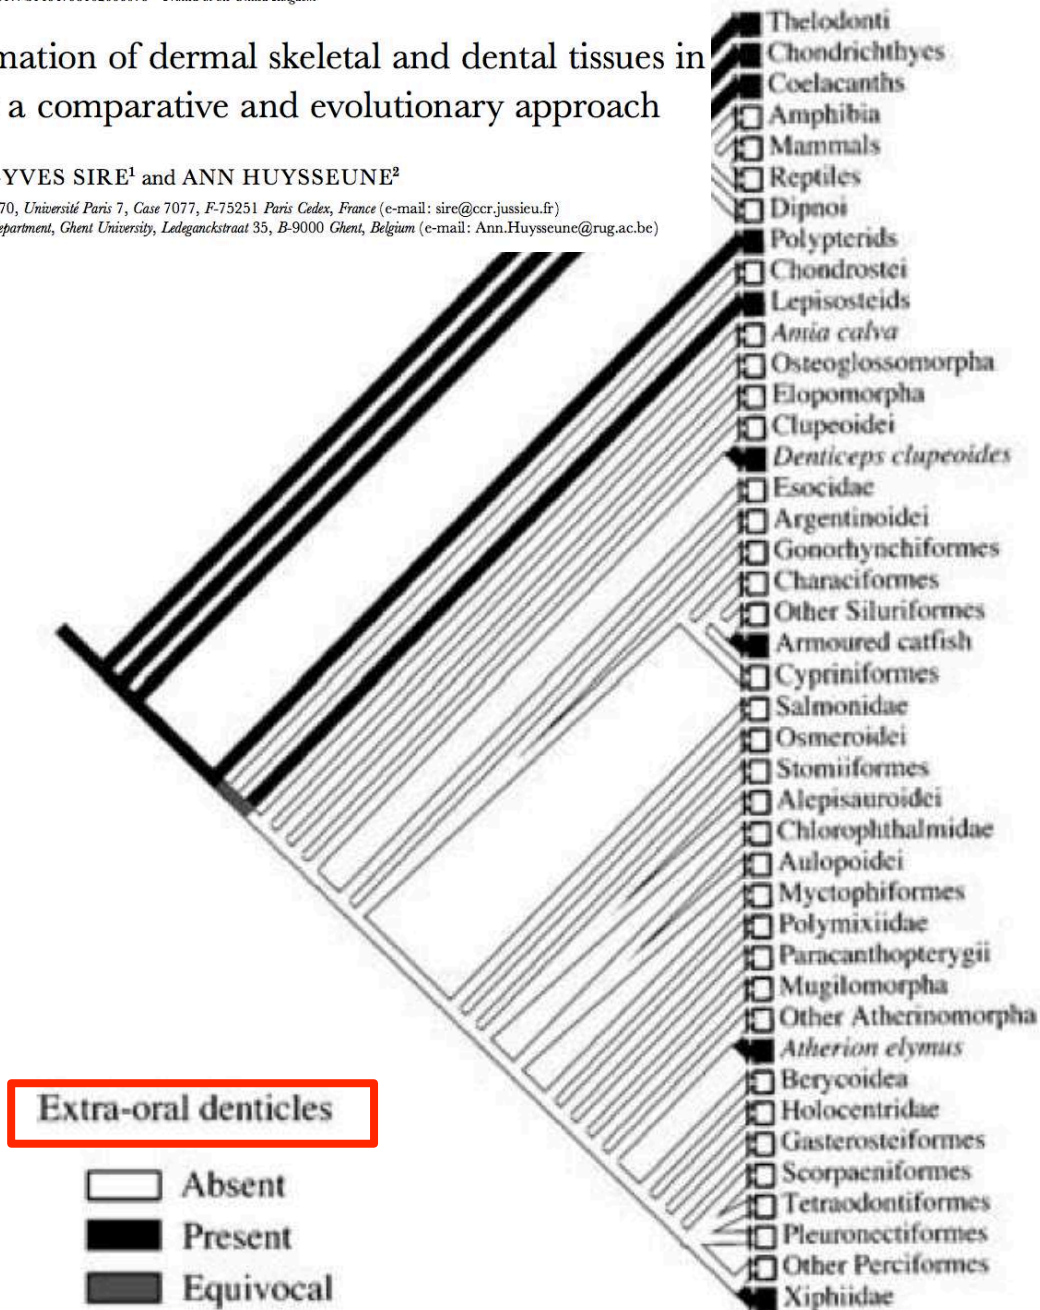 mation of dermal skeletal and dental tissues in
a comparative and evolutionary approach
YVES SIRE¹ and ANN HUYSSEUNE²
70, Université Paris 7, Case 7077, F-75251 Paris Cedex, France (e-mail: sire@ccr.jussieu.fr)
epartment, Ghent University, Ledeganckstraat 35, B-9000 Ghent, Belgium (e-mail: Ann.Huysseune@rug.ac.be)
Thelodonti
Chondrichthyes
Coelacanths
Amphibia
Mammals
Reptiles
Dipnoi
Polypterids
Chondrostei
Lepisosteids
Amia calva
Osteoglossomorpha
Elopomorpha
Clupeoidei
Denticeps clupeoides
Esocidae
Argentinoidei
Gonorhynchiformes
Characiformes
Other Siluriformes
Armoured catfish
Cypriniformes
Salmonidae
Osmeroidei
Stomiiformes
Alepisauroidei
Chlorophthalmidae
Aulopoidei
Myctophiformes
Polymixiidae
Paracanthopterygii
Mugilomorpha
Other Atherinomorpha
Atherion elymus
Berycoidea
Holocentridae
Gasterosteiformes
Scorpaeniformes
Tetraodontiformes
Pleuronectiformes
Other Perciformes
Xiphiidae
Extra-oral denticles
Absent
Present
Equivocal